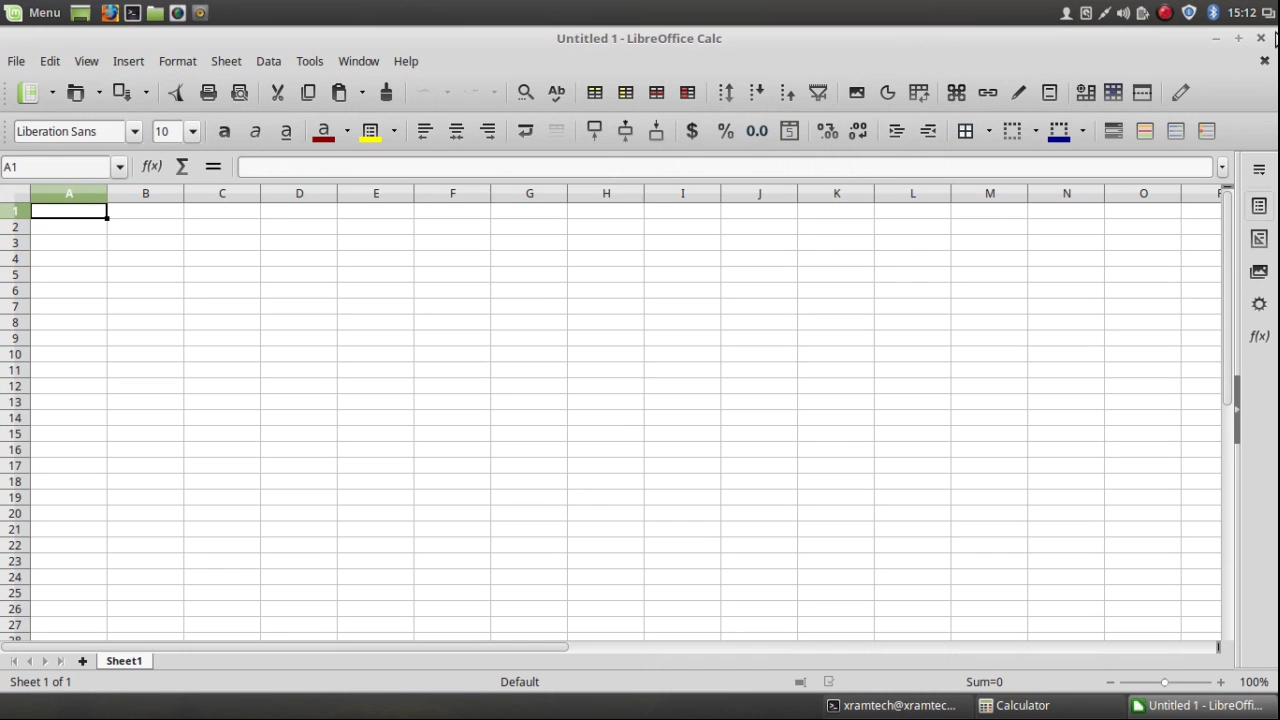 Menu 15:12
Untitled 1 - LibreOffice Calc
File Edit View Insert Format Sheet Data Tools Window Help
Liberation Sans 10 a a a a $ % 0.0
A1 f(x) Σ =
A B C D E F G H I J K L M N O
1
2
3
4
5
6
7
8
9
10
11
12
13
14
15
16
17
18
19
20
21
22
23
24
25
26
27
28
f(x)
Sheet1
Sheet 1 of 1 Default Sum=0 100%
xramtech@xramtec... Calculator Untitled 1 - LibreOffi...